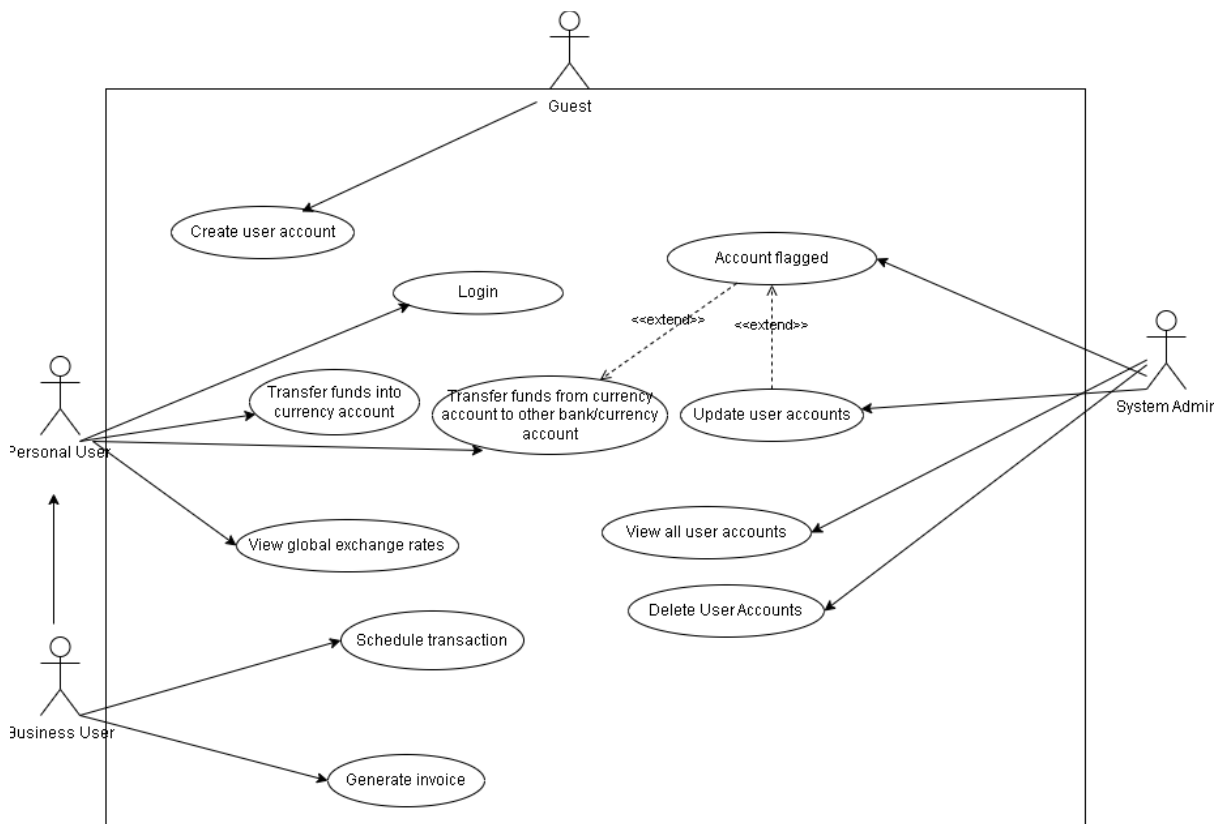 Guest
Create user account
Account flagged
Login
<<extend>>
<<extend>>
Transfer funds into
currency account
Transfer funds from currency
account to other bank/currency
account
Update user accounts
System Admin
Personal User
View all user accounts
View global exchange rates
Delete User Accounts
Schedule transaction
Business User
Generate invoice